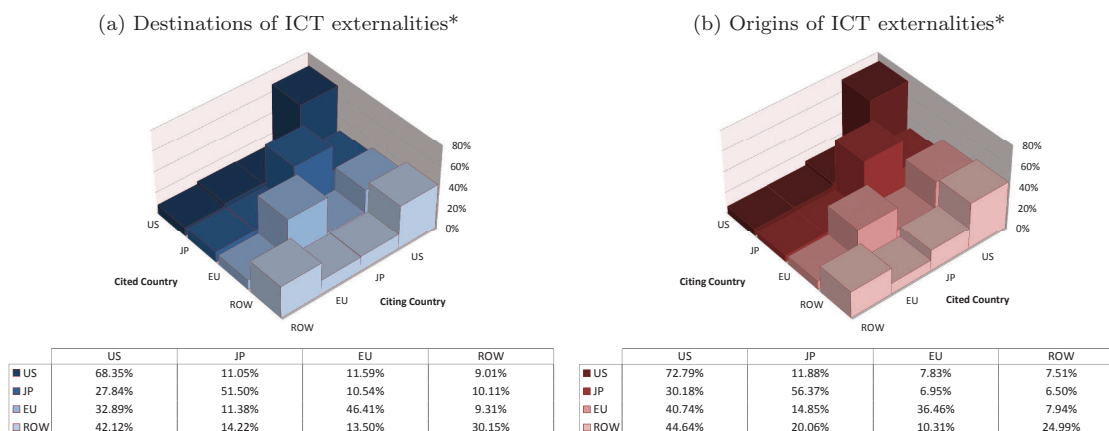 (a) Destinations of ICT externalities*
80%
60%
40%
20%
0%
US
JP
EU
ROW
Cited Country
US
JP
EU
ROW
Citing Country
US JP EU ROW
US 68.35% 11.05% 11.59% 9.01%
JP 27.84% 51.50% 10.54% 10.11%
EU 32.89% 11.38% 46.41% 9.31%
ROW 42.12% 14.22% 13.50% 30.15%
(b) Origins of ICT externalities*
80%
60%
40%
20%
0%
US
JP
EU
ROW
Citing Country
US
JP
EU
ROW
Cited Country
US JP EU ROW
US 72.79% 11.88% 7.83% 7.51%
JP 30.18% 56.37% 6.95% 6.50%
EU 40.74% 14.85% 36.46% 7.94%
ROW 44.64% 20.06% 10.31% 24.99%